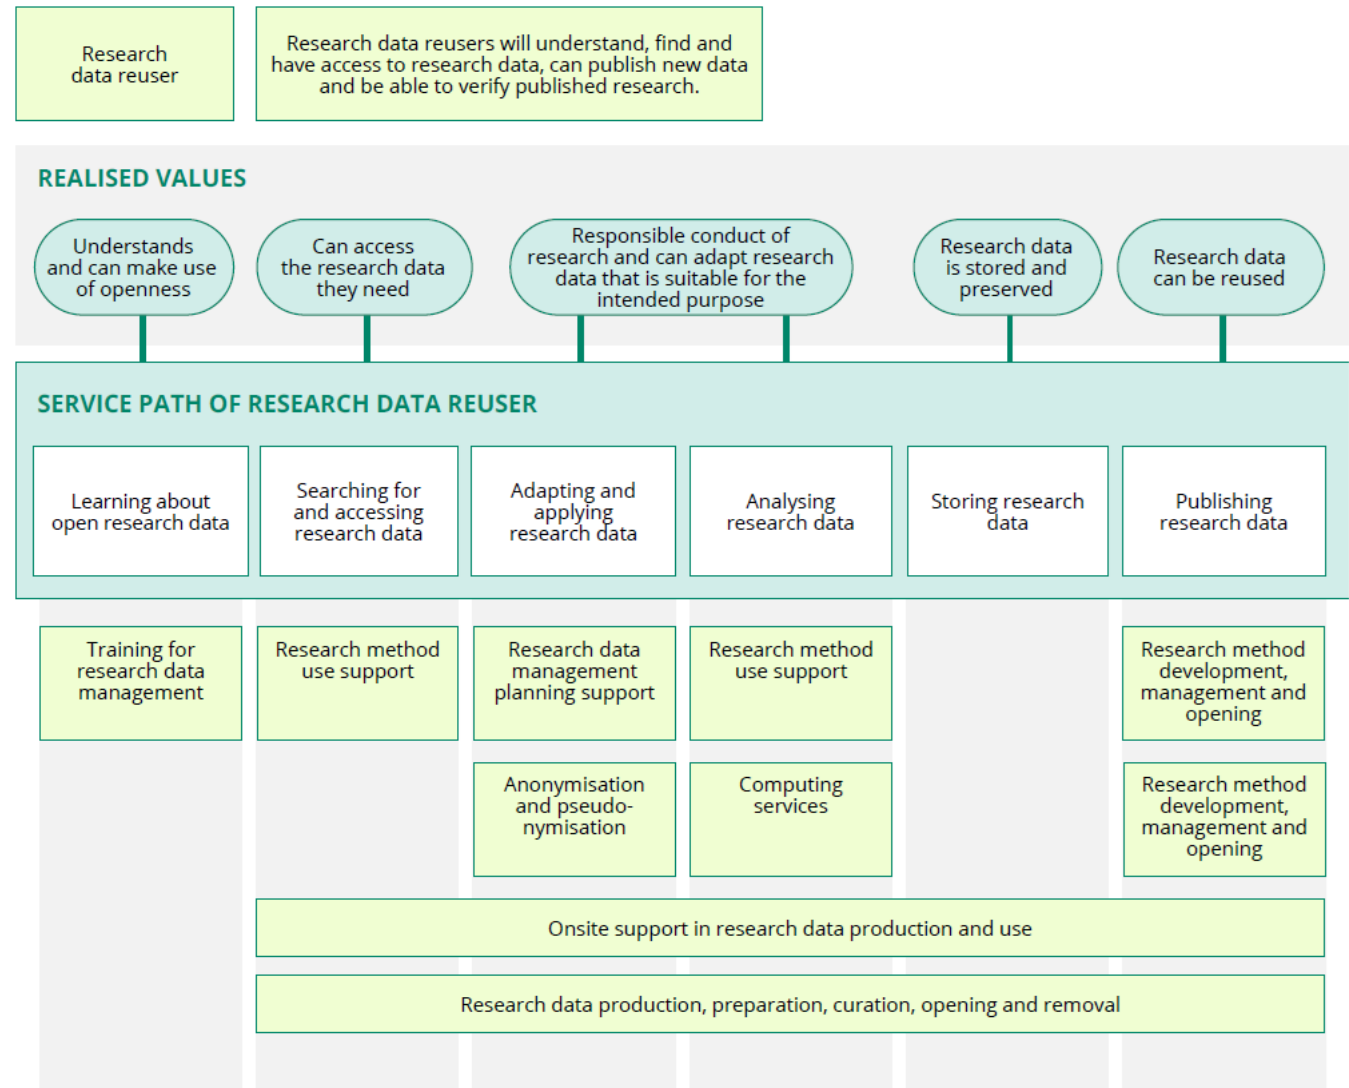 Research
data reuser
Research data reusers will understand, find and
have access to research data, can publish new data
and be able to verify published research.
REALISED VALUES
Understands
and can make use
of openness
Can access
the research data
they need
Responsible conduct of
research and can adapt research
data that is suitable for the
intended purpose
Research data
is stored and
preserved
Research data
can be reused
SERVICE PATH OF RESEARCH DATA REUSER
Learning about
open research data
Searching for
and accessing
research data
Adapting and
applying
research data
Analysing
research data
Storing research
data
Publishing
research data
Training for
research data
management
Research method
use support
Research data
management
planning support
Research method
use support
Research method
development,
management and
opening
Anonymisation
and pseudo-
nymisation
Computing
services
Research method
development,
management and
opening
Onsite support in research data production and use
Research data production, preparation, curation, opening and removal